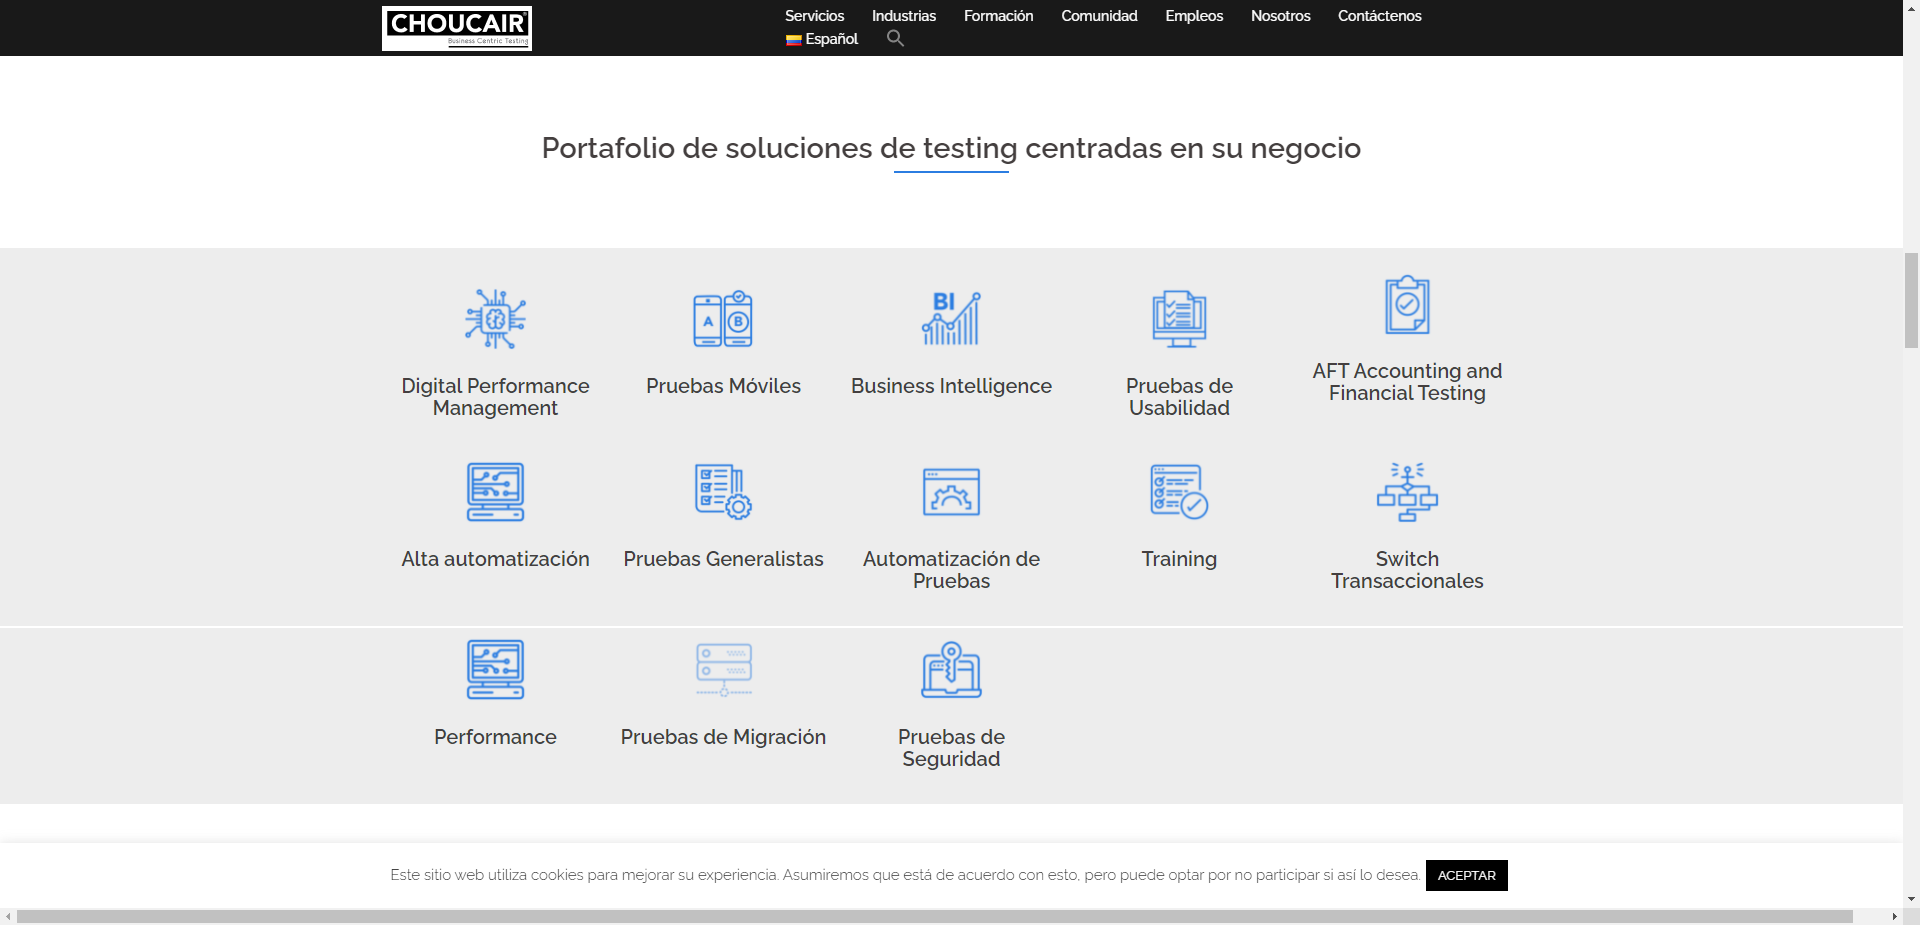 CHOUCAIR®
Business Centric Testing
Servicios Industrias Formación Comunidad Empleos Nosotros Contáctenos
Español
Portafolio de soluciones de testing centradas en su negocio
A B
BI
Digital Performance
Management
Pruebas Móviles
Business Intelligence
Pruebas de
Usabilidad
AFT Accounting and
Financial Testing
Alta automatización
Pruebas Generalistas
Automatización de
Pruebas
Training
Switch
Transaccionales
Performance
Pruebas de Migración
Pruebas de
Seguridad
Este sitio web utiliza cookies para mejorar su experiencia. Asumiremos que está de acuerdo con esto, pero puede optar por no participar si así lo desea. ACEPTAR